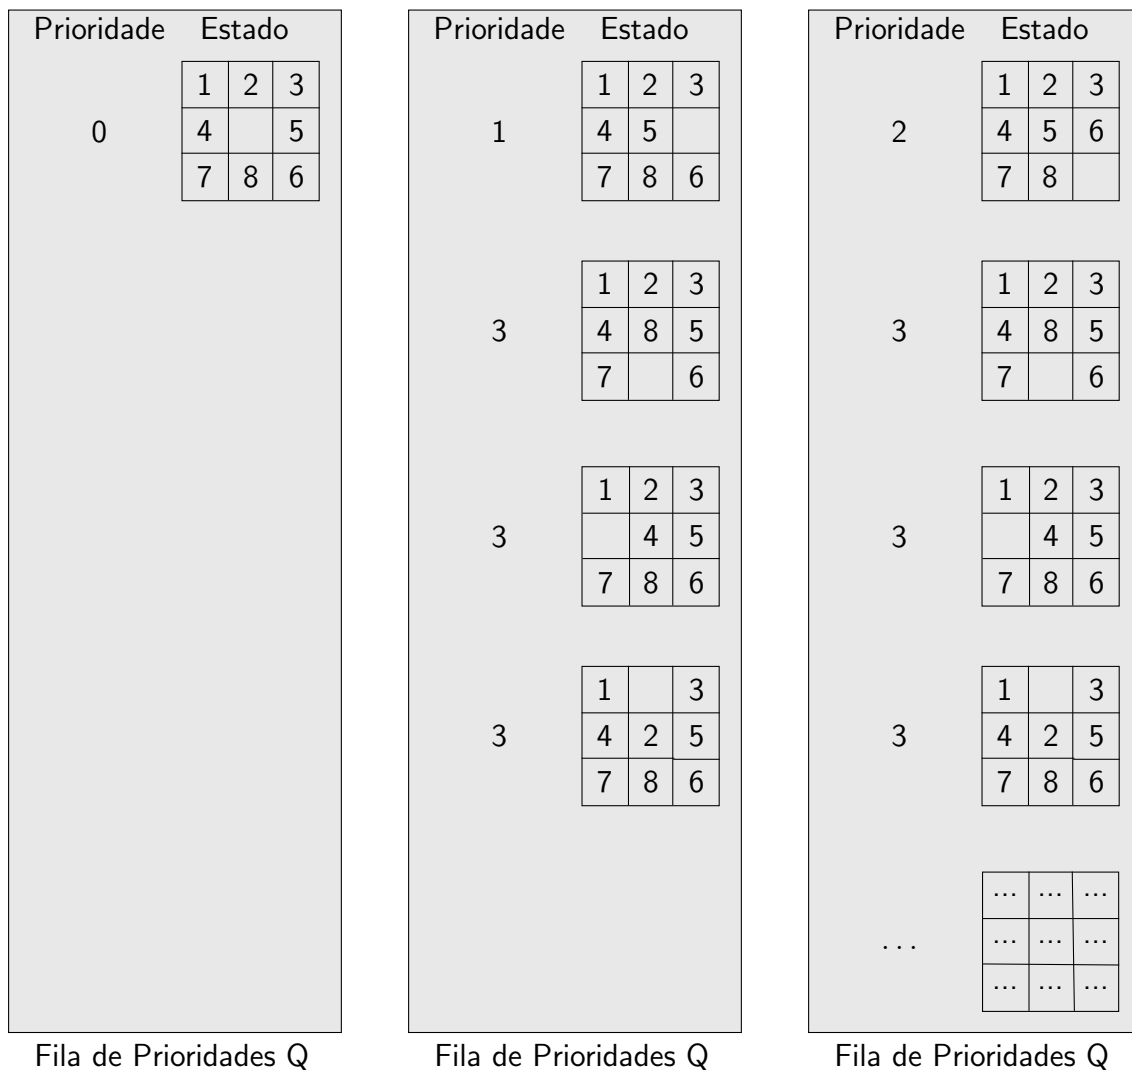 Prioridade Estado
1 2 3
0 4 5
7 8 6
Fila de Prioridades Q
Prioridade Estado
1 2 3
1 4 5
7 8 6
1 2 3
3 4 8 5
7 6
1 2 3
3 4 5
7 8 6
1 3
3 4 2 5
7 8 6
Fila de Prioridades Q
Prioridade Estado
1 2 3
2 4 5 6
7 8
1 2 3
3 4 8 5
7 6
1 2 3
3 4 5
7 8 6
1 3
3 4 2 5
7 8 6
... ... ...
... ... ... ...
... ... ...
Fila de Prioridades Q